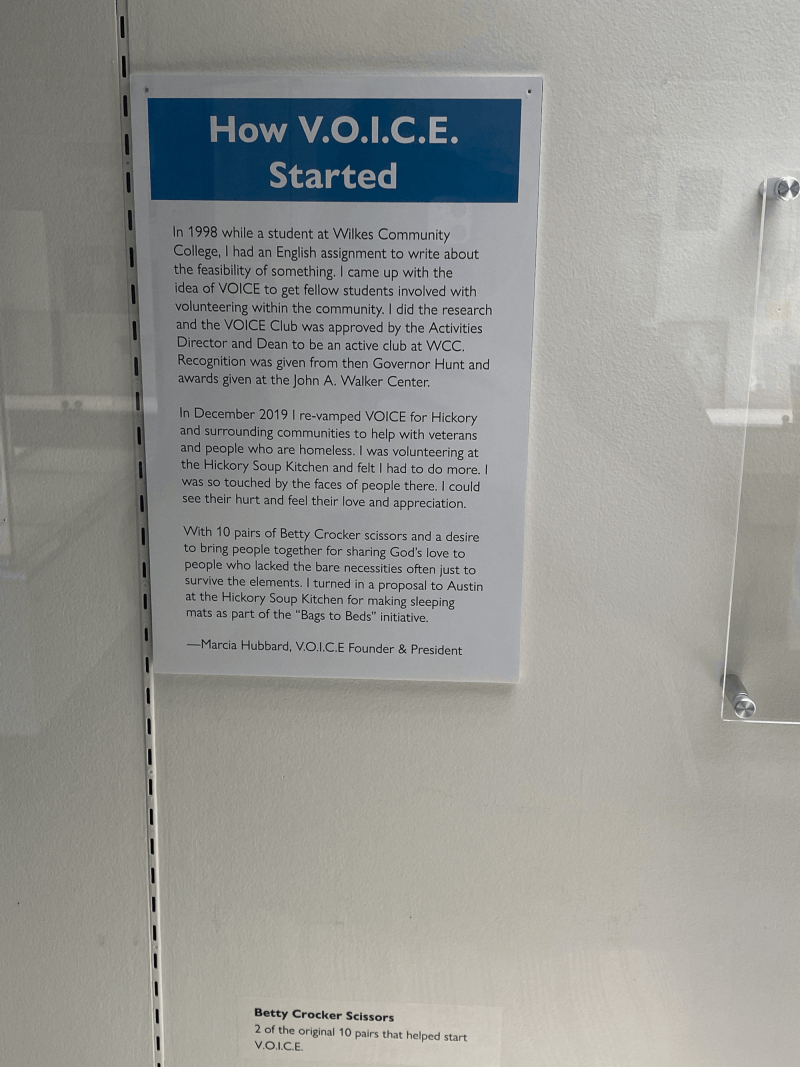 How V.O.I.C.E.
Started
In 1998 while a student at Wilkes Community
College, I had an English assignment to write about
the feasibility of something. I came up with the
idea of VOICE to get fellow students involved with
volunteering within the community. I did the research
and the VOICE Club was approved by the Activities
Director and Dean to be an active club at WCC.
Recognition was given from then Governor Hunt and
awards given at the John A. Walker Center.
In December 2019 I re-vamped VOICE for Hickory
and surrounding communities to help with veterans
and people who are homeless. I was volunteering at
the Hickory Soup Kitchen and felt I had to do more. I
was so touched by the faces of people there. I could
see their hurt and feel their love and appreciation.
With 10 pairs of Betty Crocker scissors and a desire
to bring people together for sharing God's love to
people who lacked the bare necessities often just to
survive the elements. I turned in a proposal to Austin
at the Hickory Soup Kitchen for making sleeping
mats as part of the "Bags to Beds" initiative.
—Marcia Hubbard, V.O.I.C.E Founder & President
Betty Crocker Scissors
2 of the original 10 pairs that helped start
V.O.I.C.E.